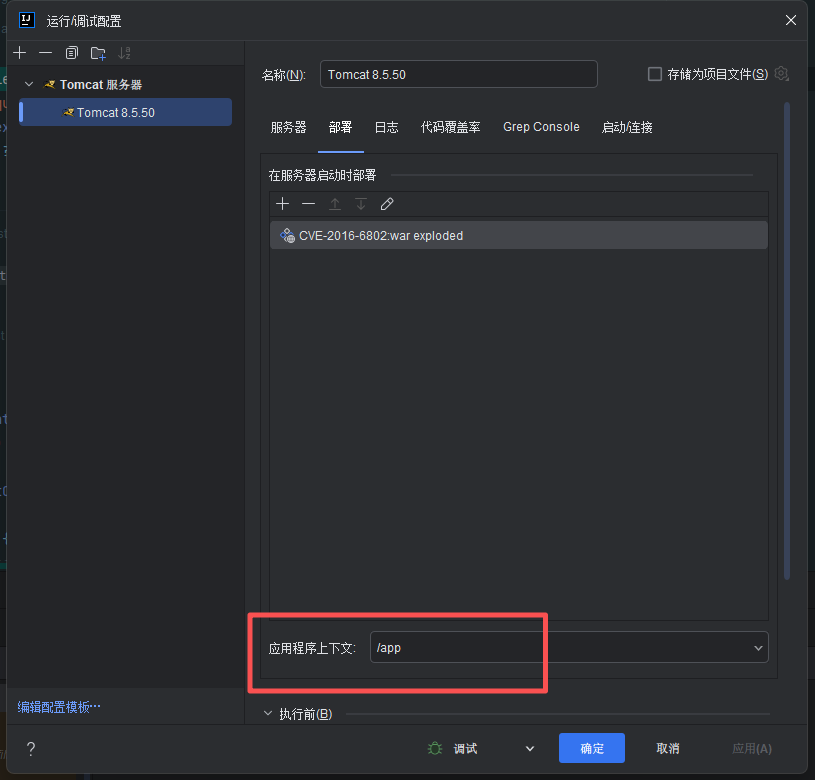 运行/调试配置
Tomcat 服务器
Tomcat 8.5.50
名称(N):
Tomcat 8.5.50
存储为项目文件(S)
服务器 部署 日志 代码覆盖率 Grep Console 启动/连接
在服务器启动时部署
CVE-2016-6802:war exploded
应用程序上下文:
/app
执行前(B)
编辑配置模板…
?
调试
确定
取消
应用(A)